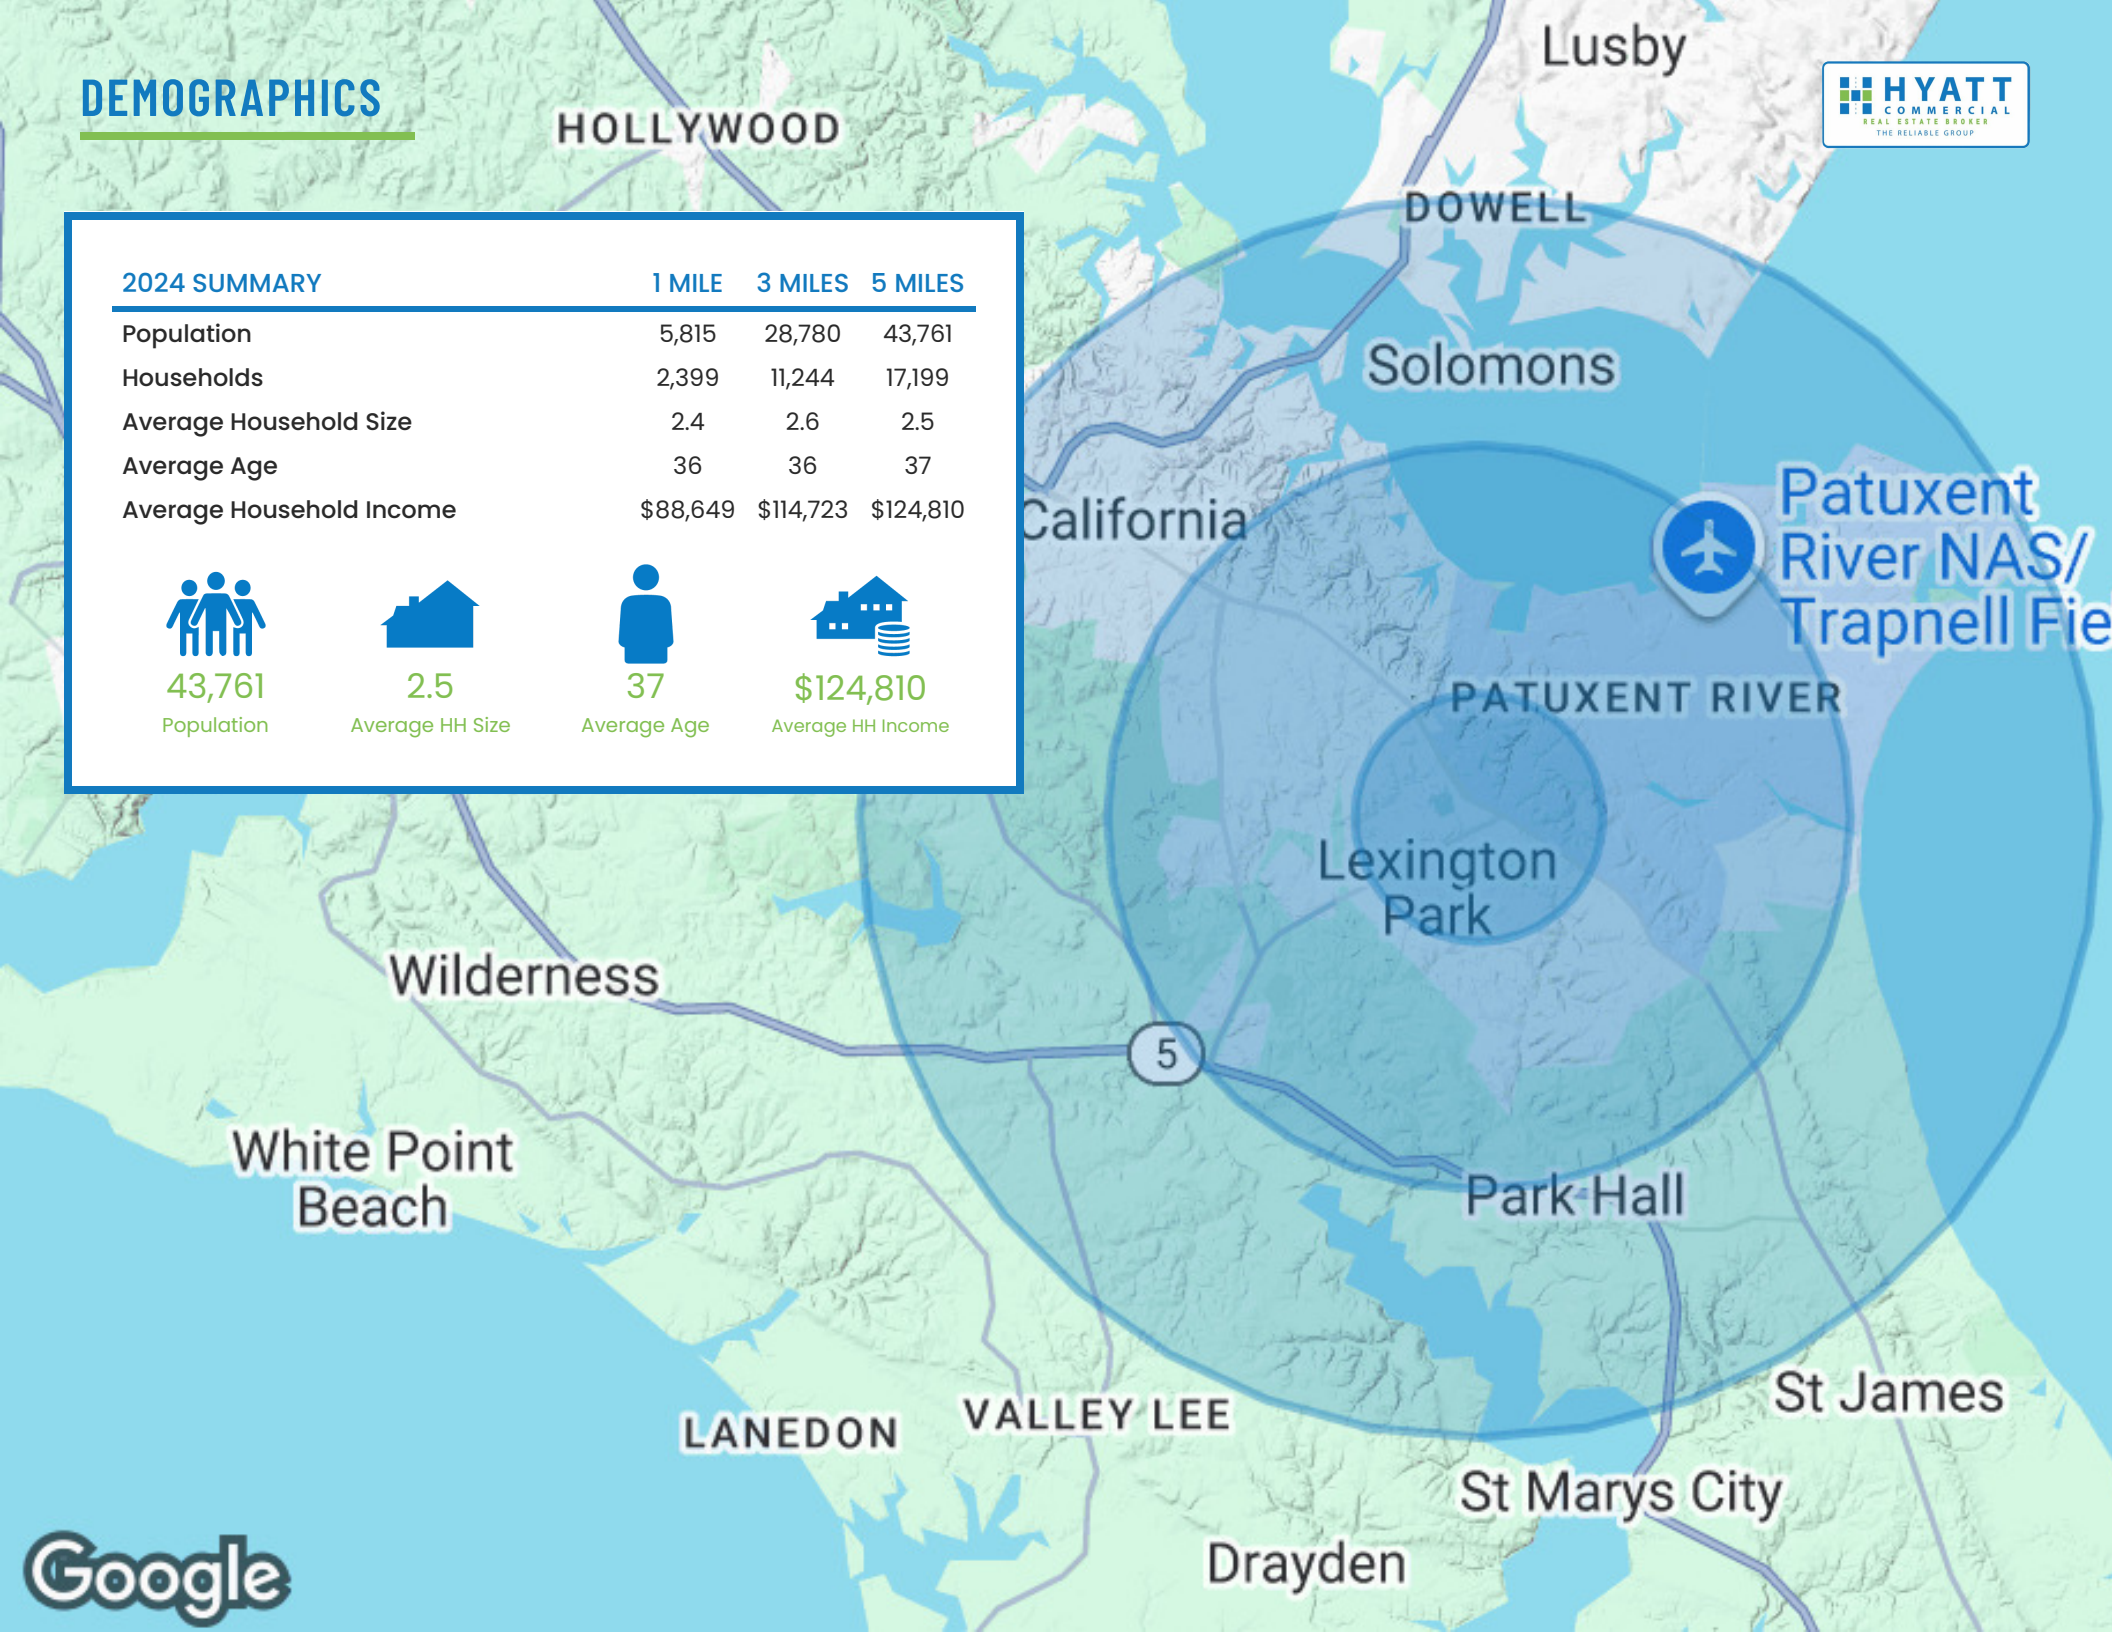 DEMOGRAPHICS
HYATT
COMMERCIAL
REAL ESTATE BROKER
THE RELIABLE GROUP
2024 SUMMARY 1 MILE 3 MILES 5 MILES
Population 5,815 28,780 43,761
Households 2,399 11,244 17,199
Average Household Size 2.4 2.6 2.5
Average Age 36 36 37
Average Household Income $88,649 $114,723 $124,810
43,761 2.5 37 $124,810
Population Average HH Size Average Age Average HH Income
Lusby
HOLLYWOOD
DOWELL
Solomons
California
Patuxent
River NAS/
Trapnell Fie
PATUXENT RIVER
Lexington
Park
Wilderness
5
White Point
Beach
Park Hall
St James
VALLEY LEE
LANEDON
St Marys City
Drayden
Google